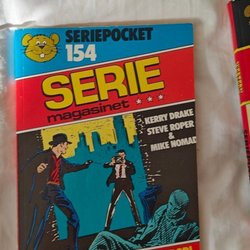 SERIEPOCKET
154
SERIE
magasinet
KERRY DRAKE
STEVE ROPER
&
MIKE NOMAD